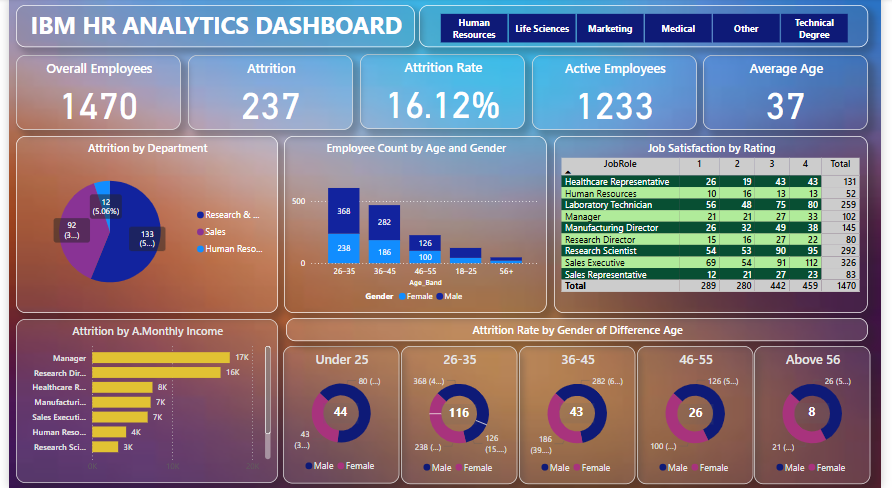 IBM HR ANALYTICS DASHBOARD
Human Resources
Life Sciences
Marketing
Medical
Other
Technical Degree
Overall Employees
1470
Attrition
237
Attrition Rate
16.12%
Active Employees
1233
Average Age
37
Attrition by Department
12
(5.06%)
92
(3...)
133
(5...)
Research & ...
Sales
Human Reso...
Employee Count by Age and Gender
500
0
368
238
282
186
126
100
26–35 36–45 46–55 18–25 56+
Age_Band
Gender Female Male
Job Satisfaction by Rating
JobRole 1 2 3 4 Total
Healthcare Representative 26 19 43 43 131
Human Resources 10 16 13 13 52
Laboratory Technician 56 48 75 80 259
Manager 21 21 27 33 102
Manufacturing Director 26 32 49 38 145
Research Director 15 16 27 22 80
Research Scientist 54 53 90 95 292
Sales Executive 69 54 91 112 326
Sales Representative 12 21 27 23 83
Total 289 280 442 459 1470
Attrition by A.Monthly Income
Manager 17K
Research Dir... 16K
Healthcare R... 8K
Manufacturi... 7K
Sales Executi... 7K
Human Reso... 4K
Research Sci... 3K
Attrition Rate by Gender of Difference Age
Under 25
80 (...)
44
43
(3...)
Male Female
26-35
368 (4...)
116
238 (...)
126
(15....)
Male Female
36-45
282 (6...)
43
186
(39....)
Male Female
46-55
126 (5...)
26
100 (...)
Male Female
Above 56
26 (5...)
8
21 (...)
Male Female